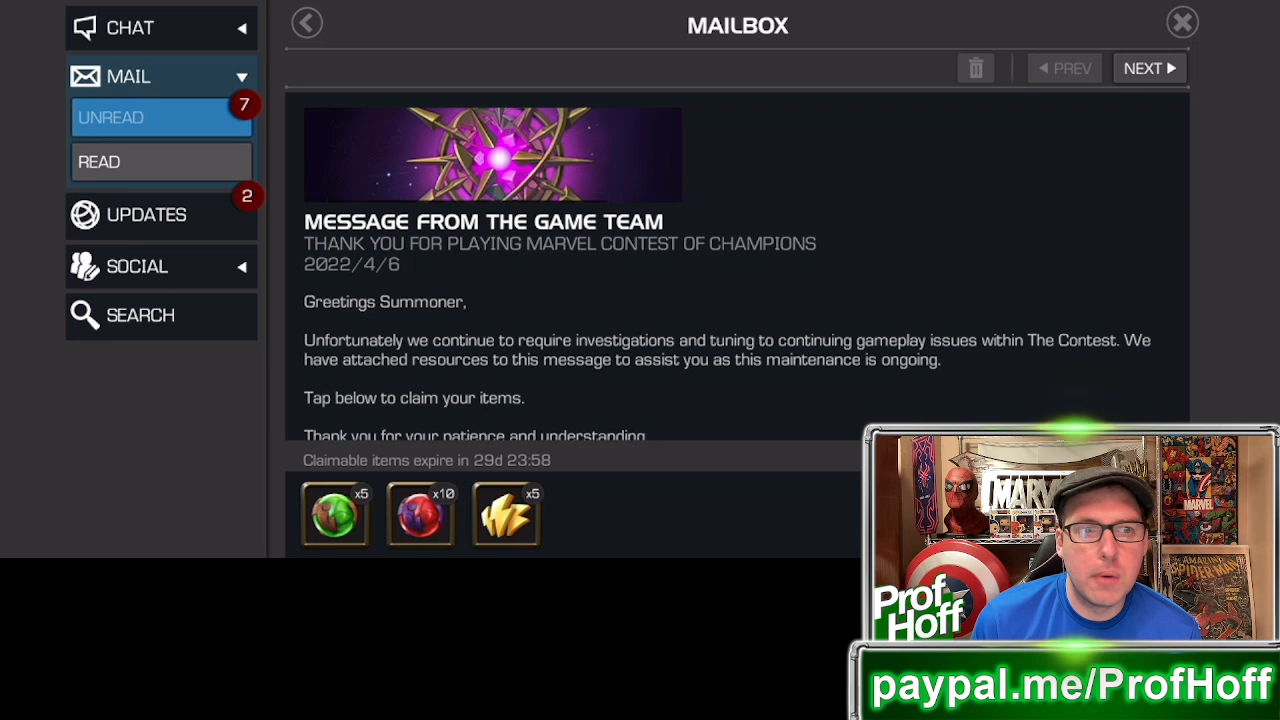 CHAT
MAILBOX
MAIL
PREV
NEXT
7
UNREAD
READ
2
UPDATES
SOCIAL
SEARCH
MESSAGE FROM THE GAME TEAM
THANK YOU FOR PLAYING MARVEL CONTEST OF CHAMPIONS
2022/4/6
Greetings Summoner,
Unfortunately we continue to require investigations and tuning to continuing gameplay issues within The Contest. We
have attached resources to this message to assist you as this maintenance is ongoing.
Tap below to claim your items.
Thank you for your patience and understanding
Claimable items expire in 29d 23:58
x5
x10
x5
MARVEL
AMAZING
SPIDER-MAN
Prof
Hoff
paypal.me/ProfHoff